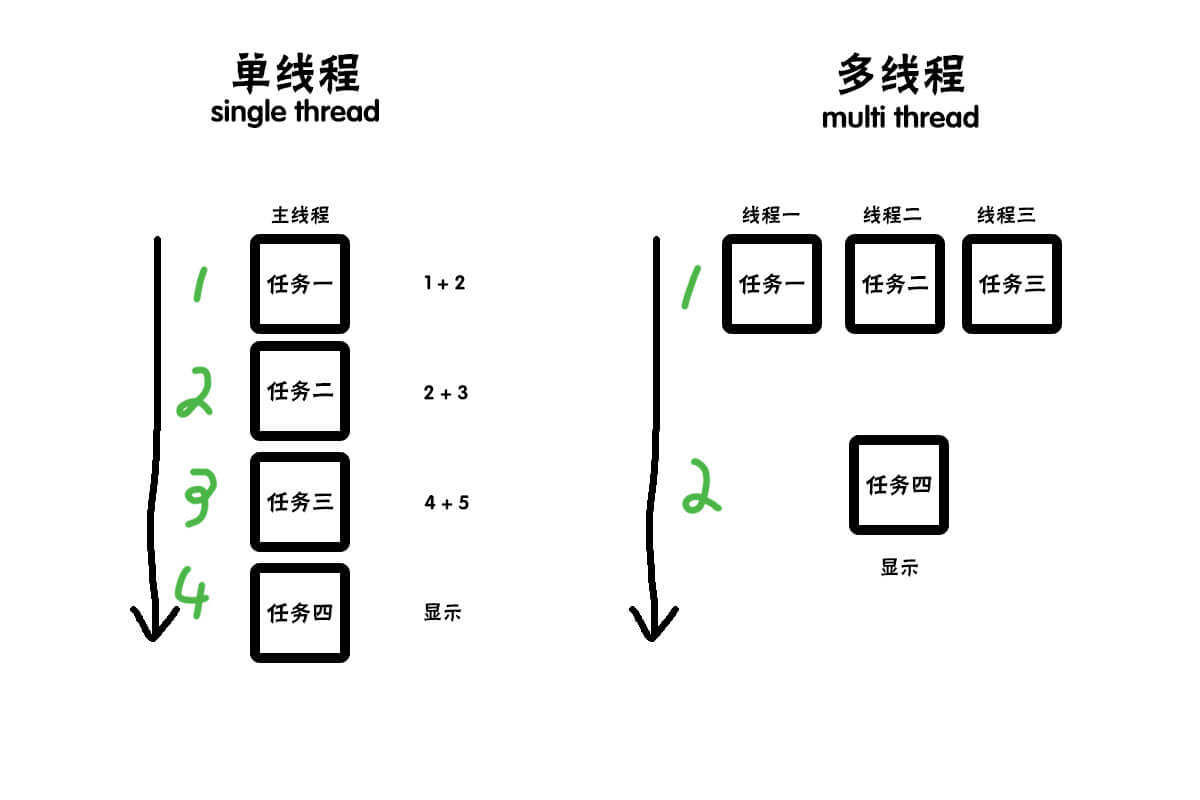 单线程
single thread
主线程
1
任务一
1 + 2
2
任务二
2 + 3
3
任务三
4 + 5
4
任务四
显示
多线程
multi thread
线程一
线程二
线程三
1
任务一
任务二
任务三
2
任务四
显示